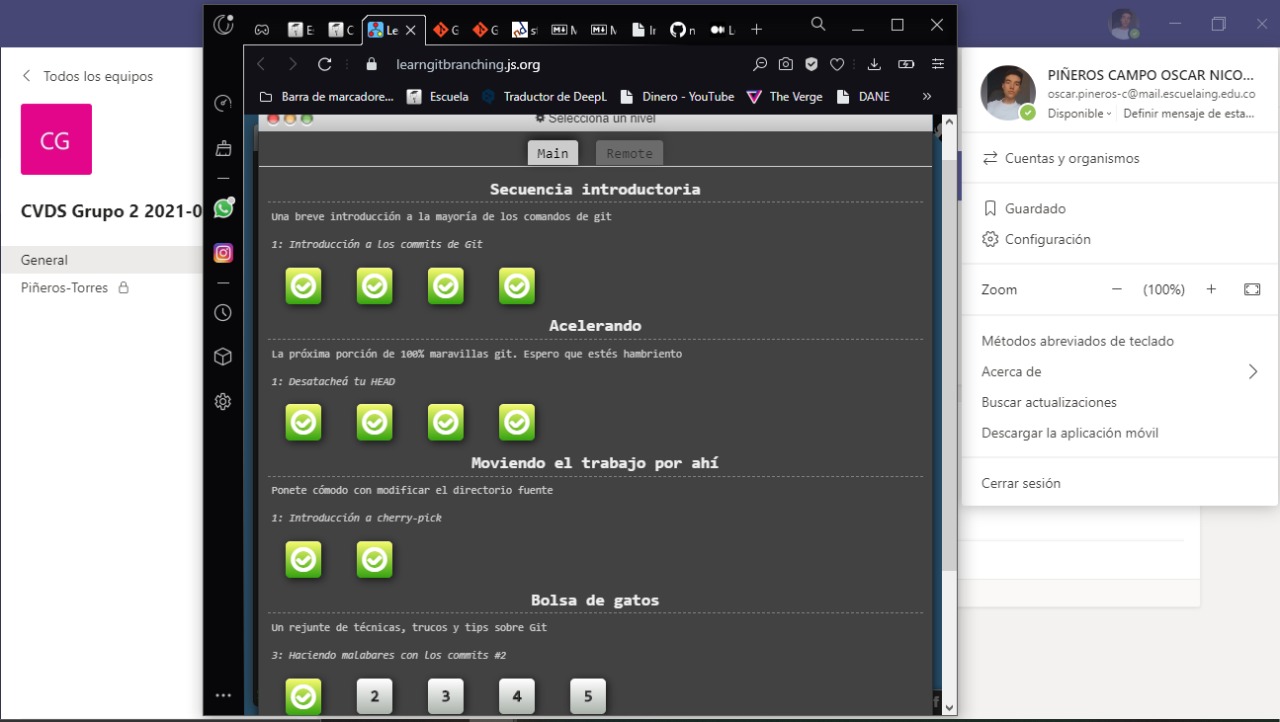 Todos los equipos
CG
CVDS Grupo 2 2021-0
General
Piñeros-Torres
E
C
Le
G
G
s
M
M
Ir
n
L
learngitbranching.js.org
Barra de marcadore...
Escuela
Traductor de DeepL
Dinero - YouTube
The Verge
DANE
»
Selecciona un nivel
Main
Remote
Secuencia introductoria
Una breve introducción a la mayoría de los comandos de git
1: Introducción a los commits de Git
Acelerando
La próxima porción de 100% maravillas git. Espero que estés hambriento
1: Desatacheá tu HEAD
Moviendo el trabajo por ahí
Ponete cómodo con modificar el directorio fuente
1: Introducción a cherry-pick
Bolsa de gatos
Un rejunte de técnicas, trucos y tips sobre Git
3: Haciendo malabares con los commits #2
2 3 4 5
PIÑEROS CAMPO OSCAR NICO...
oscar.pineros-c@mail.escuelaing.edu.co
Disponible
Definir mensaje de esta...
Cuentas y organismos
Guardado
Configuración
Zoom
— (100%) +
Métodos abreviados de teclado
Acerca de
Buscar actualizaciones
Descargar la aplicación móvil
Cerrar sesión